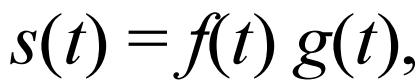 s(t) = f(t) g(t),